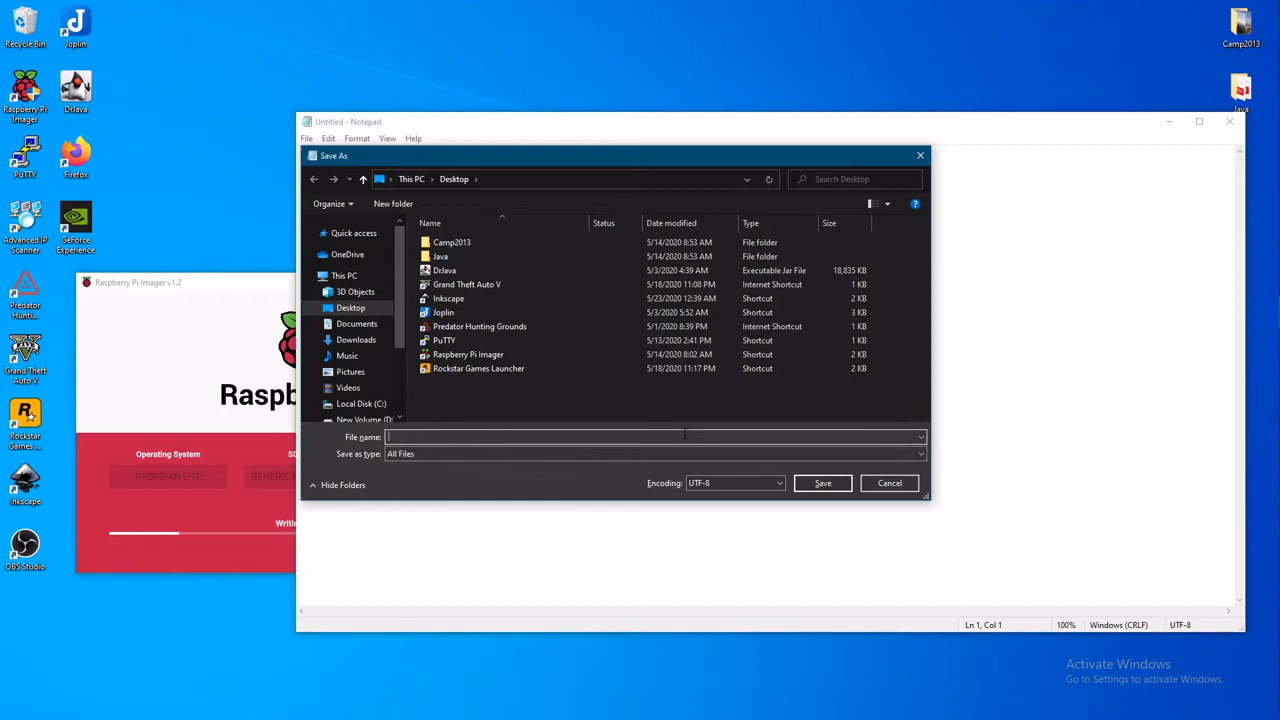 Recycle Bin
Joplin
Camp2013
Raspberry Pi
Imager
DrJava
Java
PuTTY
Firefox
Advanced IP
Scanner
GeForce
Experience
Predator
Hunti...
Grand Theft
Auto V
Rockstar
Games ...
Inkscape
OBS Studio
Raspberry Pi Imager v1.2
Raspb
Operating System
SD
RASPBIAN LITE
GENERIC S
Writin
Untitled - Notepad
File Edit Format View Help
Save As
This PC > Desktop >
Search Desktop
Organize New folder
Name Status Date modified Type Size
Quick access
OneDrive
This PC
3D Objects
Desktop
Documents
Downloads
Music
Pictures
Videos
Local Disk (C:)
New Volume (D:
Camp2013 5/14/2020 8:53 AM File folder
Java 5/14/2020 8:53 AM File folder
DrJava 5/3/2020 4:39 AM Executable Jar File 18,835 KB
Grand Theft Auto V 5/18/2020 11:08 PM Internet Shortcut 1 KB
Inkscape 5/23/2020 12:39 AM Shortcut 2 KB
Joplin 5/3/2020 5:52 AM Shortcut 3 KB
Predator Hunting Grounds 5/1/2020 8:39 PM Internet Shortcut 1 KB
PuTTY 5/13/2020 2:41 PM Shortcut 2 KB
Raspberry Pi Imager 5/14/2020 8:02 AM Shortcut 2 KB
Rockstar Games Launcher 5/18/2020 11:17 PM Shortcut 2 KB
File name:
Save as type: All Files
Hide Folders
Encoding: UTF-8
Save
Cancel
Ln 1, Col 1 100% Windows (CRLF) UTF-8
Activate Windows
Go to Settings to activate Windows.